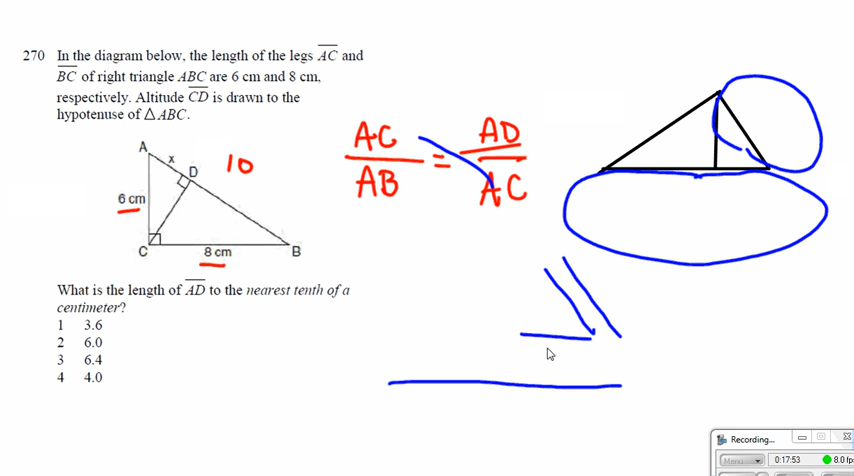 270 In the diagram below, the length of the legs AC and
BC of right triangle ABC are 6 cm and 8 cm,
respectively. Altitude CD is drawn to the
hypotenuse of △ABC.
A
x
D
10
6 cm
C
8 cm
B
AC/AB = AD/AC
What is the length of AD to the nearest tenth of a
centimeter?
1 3.6
2 6.0
3 6.4
4 4.0
Recording...
Menu
0:17:53
8.0 fp